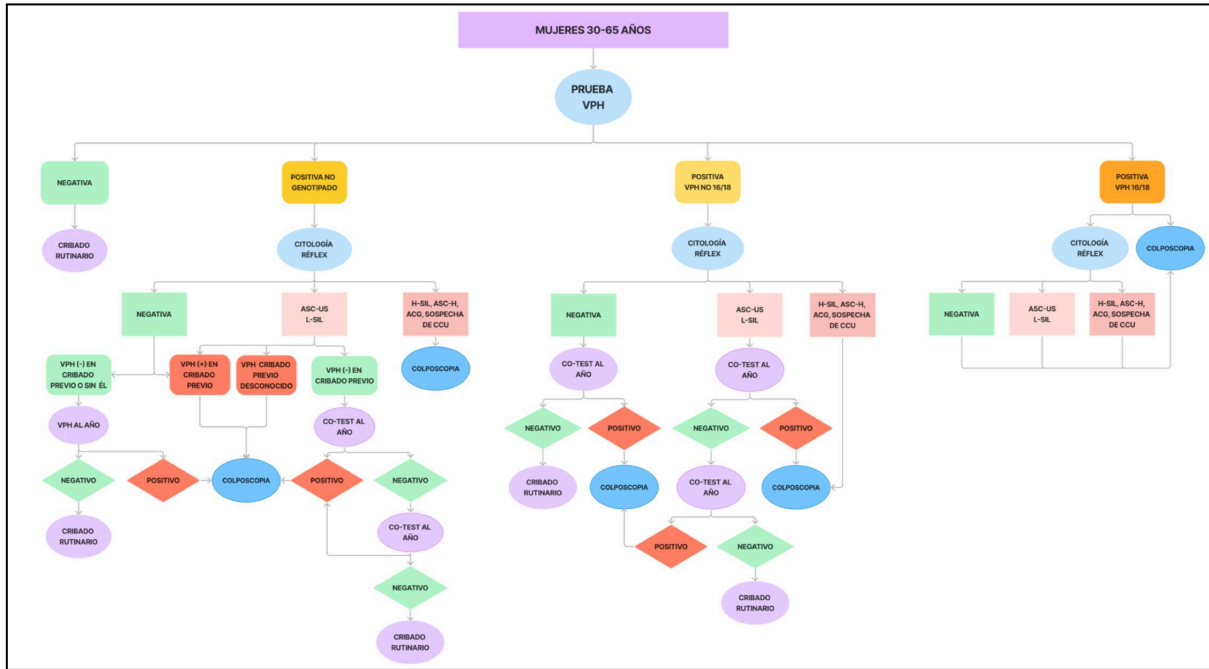 MUJERES 30-65 AÑOS
PRUEBA
VPH
NEGATIVA
POSITIVA NO
GENOTIPADO
POSITIVA
VPH NO 16/18
POSITIVA
VPH 16/18
CRIBADO
RUTINARIO
CITOLOGÍA
RÉFLEX
CITOLOGÍA
RÉFLEX
CITOLOGÍA
RÉFLEX
COLPOSCOPIA
NEGATIVA
ASC-US
L-SIL
H-SIL, ASC-H,
ACG, SOSPECHA
DE CCU
NEGATIVA
ASC-US
L-SIL
H-SIL, ASC-H,
ACG, SOSPECHA
DE CCU
NEGATIVA
ASC-US
L-SIL
H-SIL, ASC-H,
ACG, SOSPECHA
DE CCU
VPH (-) EN
CRIBADO
PREVIO O SIN ÉL
VPH (+) EN
CRIBADO
PREVIO
VPH CRIBADO
PREVIO
DESCONOCIDO
VPH (-) EN
CRIBADO PREVIO
COLPOSCOPIA
CO-TEST AL
AÑO
CO-TEST AL
AÑO
VPH AL AÑO
CO-TEST AL
AÑO
NEGATIVO
POSITIVO
NEGATIVO
POSITIVO
NEGATIVO
POSITIVO
COLPOSCOPIA
POSITIVO
NEGATIVO
CRIBADO
RUTINARIO
COLPOSCOPIA
CO-TEST AL
AÑO
COLPOSCOPIA
CRIBADO
RUTINARIO
CO-TEST AL
AÑO
POSITIVO
NEGATIVO
NEGATIVO
CRIBADO
RUTINARIO
CRIBADO
RUTINARIO